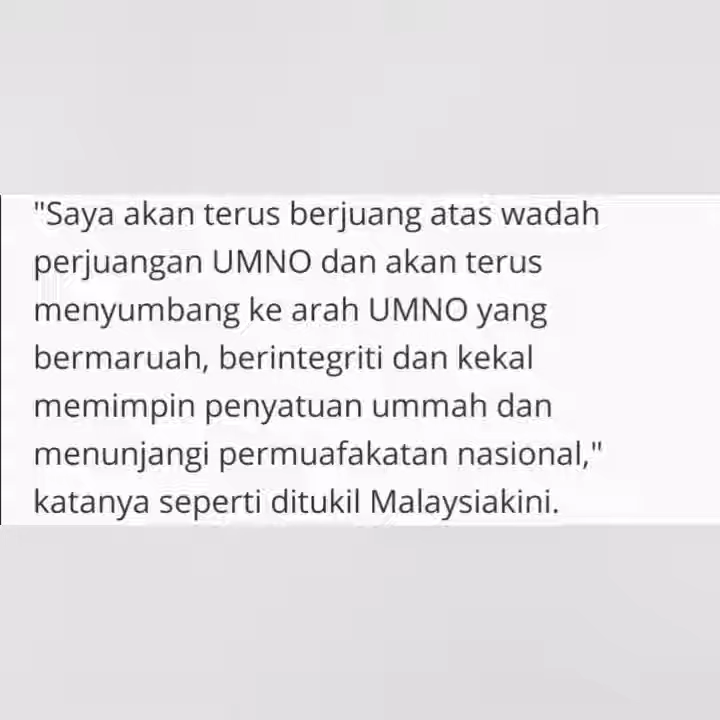 "Saya akan terus berjuang atas wadah
perjuangan UMNO dan akan terus
menyumbang ke arah UMNO yang
bermaruah, berintegriti dan kekal
memimpin penyatuan ummah dan
menunjangi permuafakatan nasional,"
katanya seperti ditukil Malaysiakini.